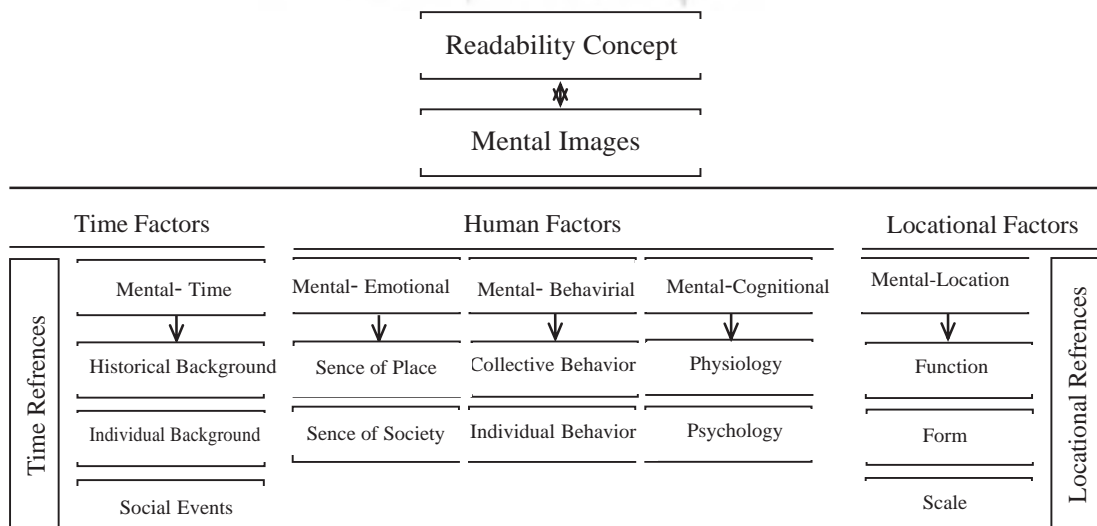 Readability Concept
Mental Images
Time Factors
Human Factors
Locational Factors
Time Refrences
Mental- Time
Mental- Emotional
Mental- Behavirial
Mental-Cognitional
Mental-Location
Locational Refrences
Historical Background
Sence of Place
Collective Behavior
Physiology
Function
Individual Background
Sence of Society
Individual Behavior
Psychology
Form
Social Events
Scale